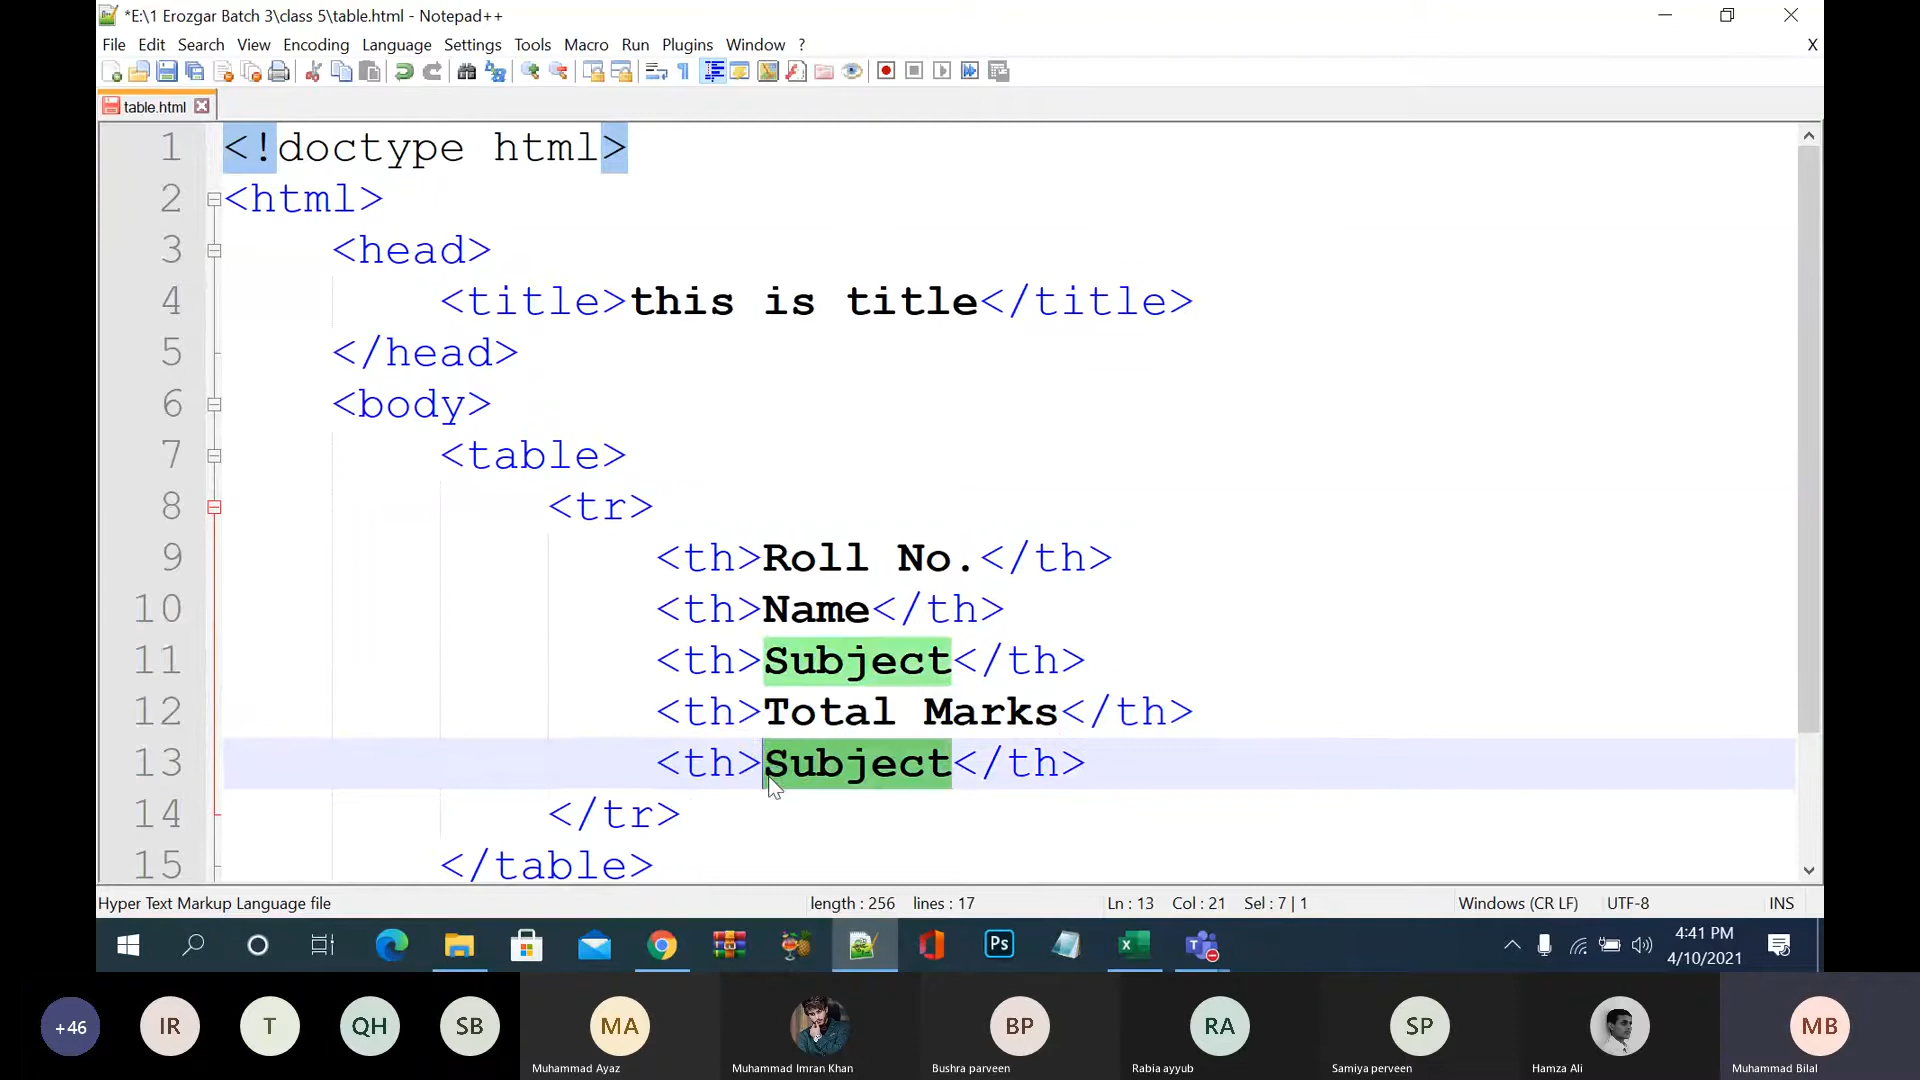 *E:\1 Erozgar Batch 3\class 5\table.html - Notepad++
File Edit Search View Encoding Language Settings Tools Macro Run Plugins Window ? X
table.html
1 <!doctype html>
2 <html>
3 <head>
4 <title>this is title</title>
5 </head>
6 <body>
7 <table>
8 <tr>
9 <th>Roll No.</th>
10 <th>Name</th>
11 <th>Subject</th>
12 <th>Total Marks</th>
13 <th>Subject</th>
14 </tr>
15 </table>
Hyper Text Markup Language file length : 256 lines : 17 Ln : 13 Col : 21 Sel : 7 | 1 Windows (CR LF) UTF-8 INS
Ps
4:41 PM
4/10/2021
+46 IR T QH SB MA BP RA SP MB
Muhammad Ayaz Muhammad Imran Khan Bushra parveen Rabia ayyub Samiya perveen Hamza Ali Muhammad Bilal